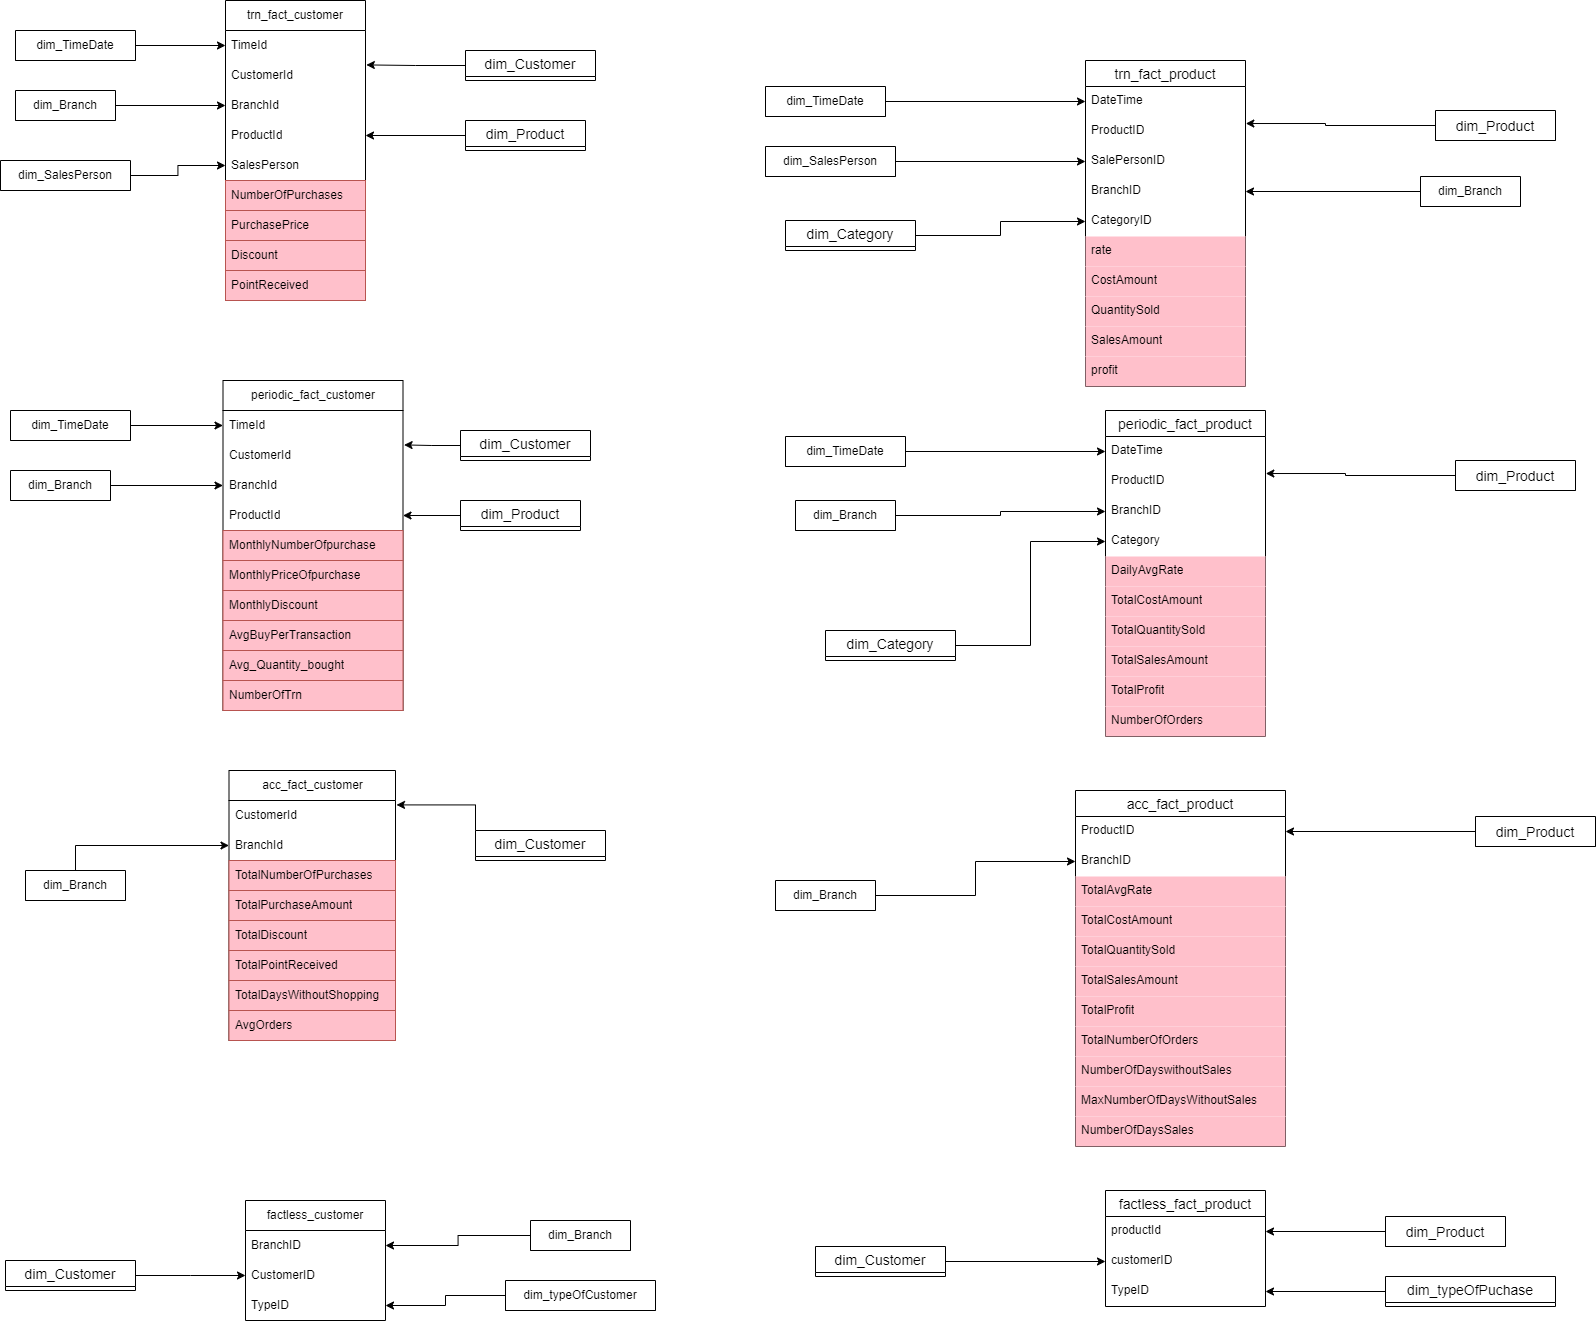 trn_fact_customer
dim_TimeDate
TimeId
dim_Customer
CustomerId
dim_Branch
BranchId
ProductId
dim_Product
dim_SalesPerson
SalesPerson
NumberOfPurchases
PurchasePrice
Discount
PointReceived
trn_fact_product
dim_TimeDate
DateTime
ProductID
dim_Product
dim_SalesPerson
SalePersonID
BranchID
dim_Branch
dim_Category
CategoryID
rate
CostAmount
QuantitySold
SalesAmount
profit
periodic_fact_customer
dim_TimeDate
TimeId
dim_Customer
CustomerId
dim_Branch
BranchId
ProductId
dim_Product
MonthlyNumberOfpurchase
MonthlyPriceOfpurchase
MonthlyDiscount
AvgBuyPerTransaction
Avg_Quantity_bought
NumberOfTrn
periodic_fact_product
dim_TimeDate
DateTime
ProductID
dim_Product
dim_Branch
BranchID
Category
DailyAvgRate
TotalCostAmount
TotalQuantitySold
dim_Category
TotalSalesAmount
TotalProfit
NumberOfOrders
acc_fact_customer
CustomerId
BranchId
dim_Customer
dim_Branch
TotalNumberOfPurchases
TotalPurchaseAmount
TotalDiscount
TotalPointReceived
TotalDaysWithoutShopping
AvgOrders
acc_fact_product
ProductID
dim_Product
BranchID
dim_Branch
TotalAvgRate
TotalCostAmount
TotalQuantitySold
TotalSalesAmount
TotalProfit
TotalNumberOfOrders
NumberOfDayswithoutSales
MaxNumberOfDaysWithoutSales
NumberOfDaysSales
factless_customer
BranchID
dim_Branch
dim_Customer
CustomerID
TypeID
dim_typeOfCustomer
factless_fact_product
productId
dim_Product
dim_Customer
customerID
TypeID
dim_typeOfPuchase